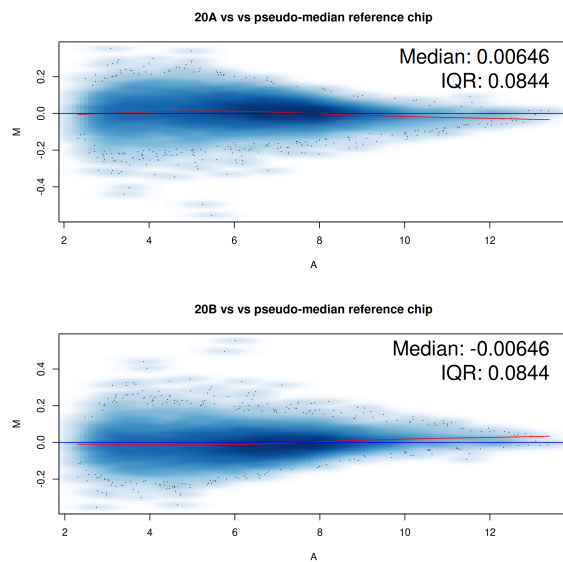 20A vs vs pseudo-median reference chip
Median: 0.00646
IQR: 0.0844
0.2
0.0
-0.2
-0.4
M
2 4 6 8 10 12
A
20B vs vs pseudo-median reference chip
Median: -0.00646
IQR: 0.0844
0.4
0.2
0.0
-0.2
M
2 4 6 8 10 12
A